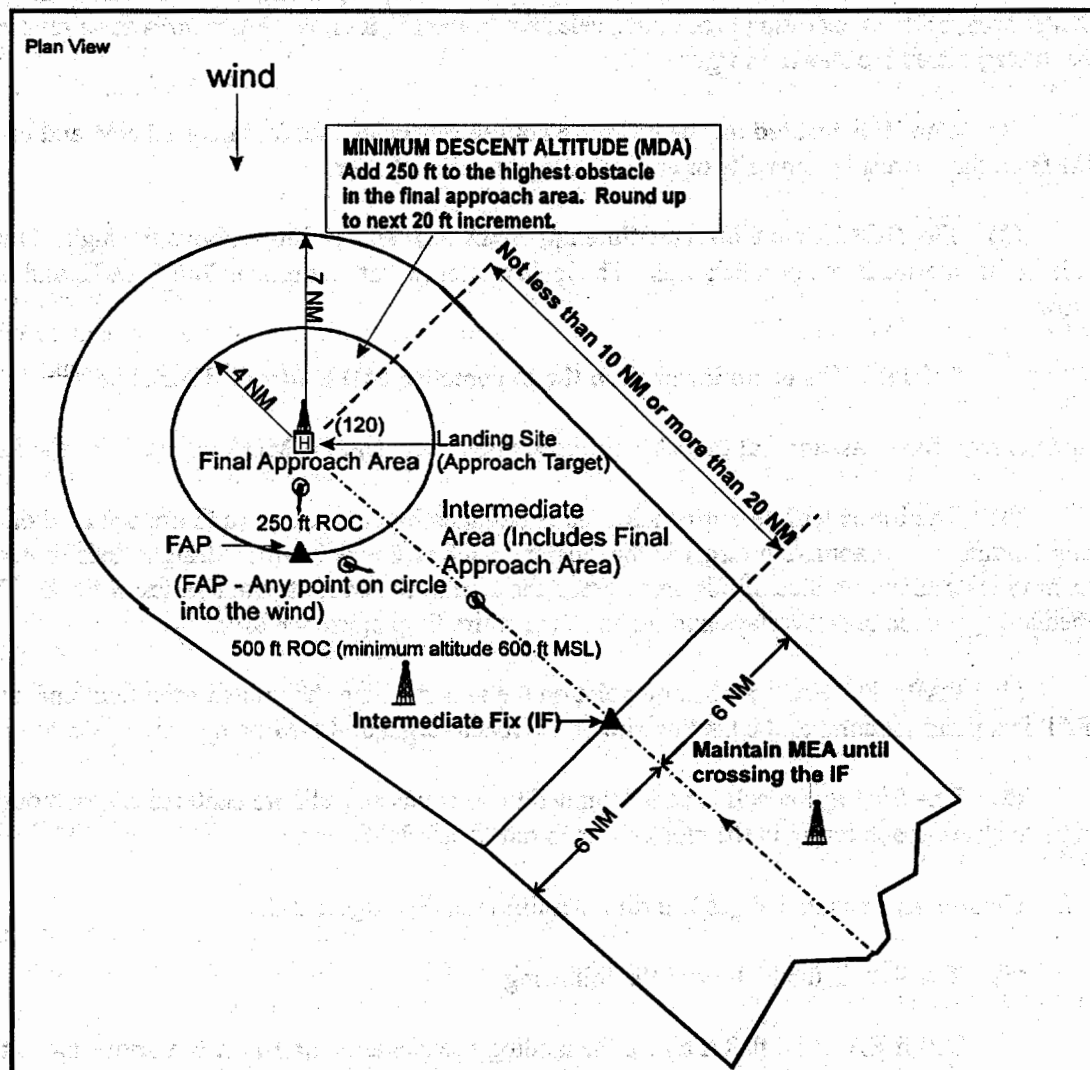 Plan View
wind
MINIMUM DESCENT ALTITUDE (MDA)
Add 250 ft to the highest obstacle
in the final approach area. Round up
to next 20 ft increment.
Not less than 10 NM or more than 20 NM
7 NM
4 NM
(120)
H
Landing Site
(Approach Target)
Final Approach Area
250 ft ROC
FAP
(FAP - Any point on circle
into the wind)
Intermediate
Area (Includes Final
Approach Area)
500 ft ROC (minimum altitude 600 ft MSL)
Intermediate Fix (IF)
6 NM
Maintain MEA until
crossing the IF
6 NM